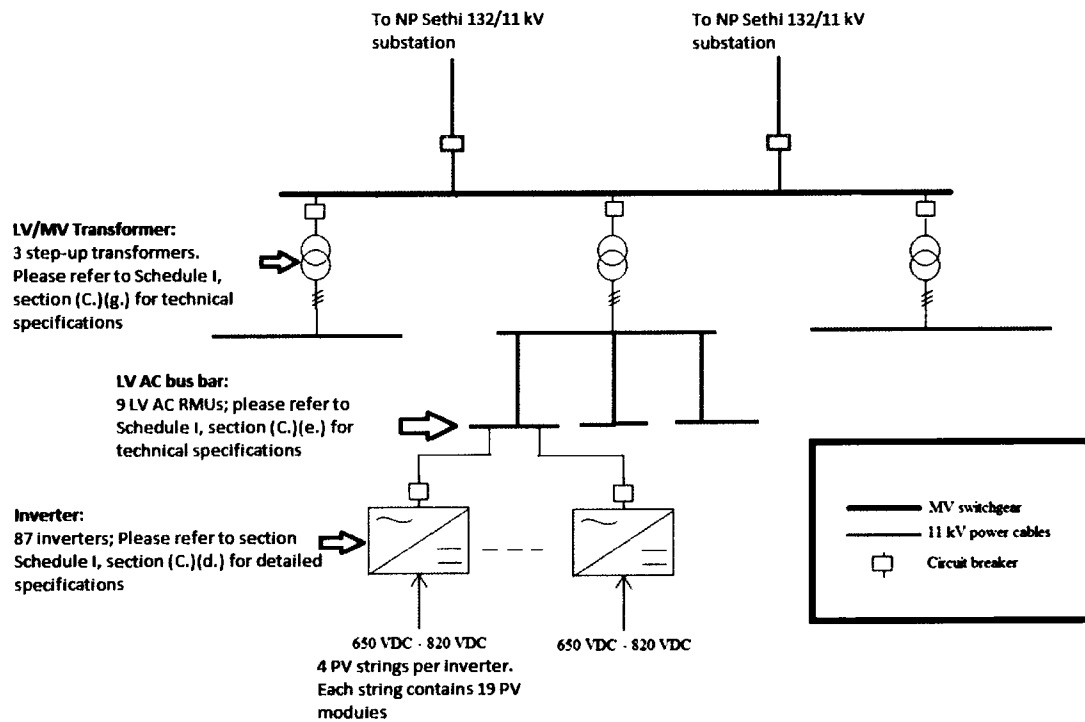 To NP Sethi 132/11 kV
substation
To NP Sethi 132/11 kV
substation
LV/MV Transformer:
3 step-up transformers.
Please refer to Schedule I,
section (C.)(g.) for technical
specifications
LV AC bus bar:
9 LV AC RMUs; please refer to
Schedule I, section (C.)(e.) for
technical specifications
Inverter:
87 inverters; Please refer to section
Schedule I, section (C.)(d.) for detailed
specifications
MV switchgear
11 kV power cables
Circuit breaker
650 VDC - 820 VDC
650 VDC - 820 VDC
4 PV strings per inverter.
Each string contains 19 PV
modules